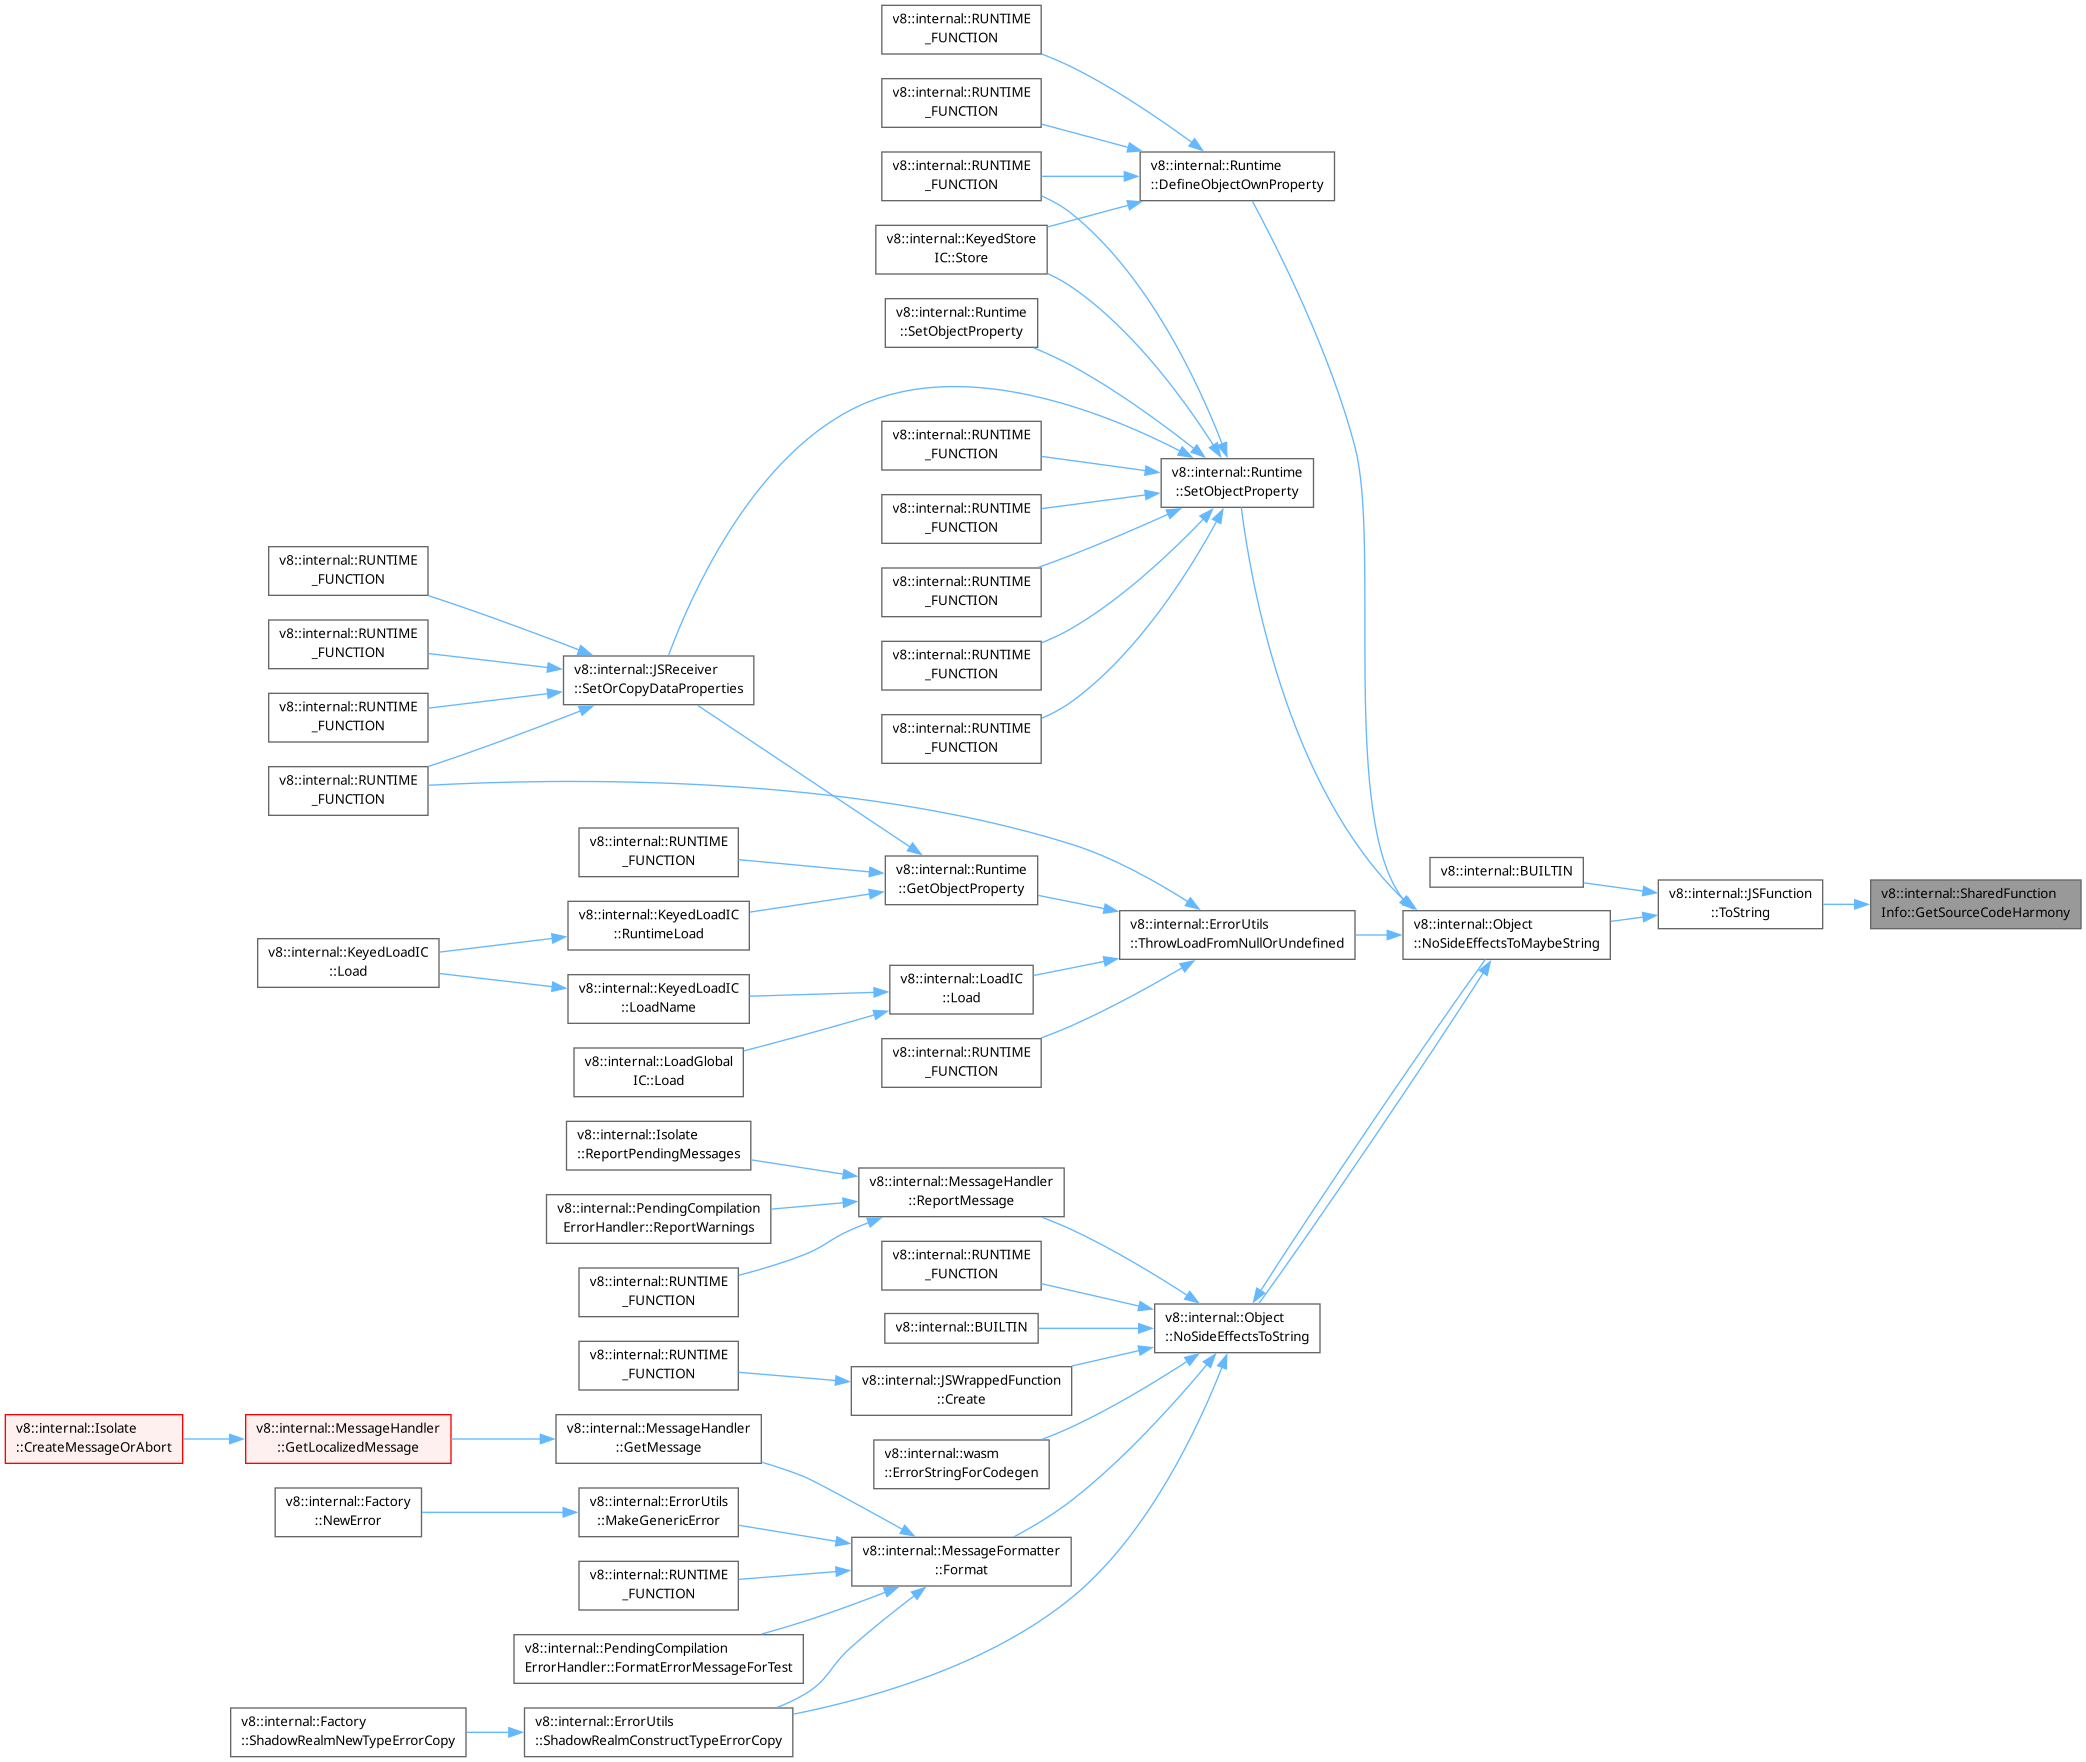 v8::internal::RUNTIME
_FUNCTION
v8::internal::RUNTIME
_FUNCTION
v8::internal::RUNTIME
_FUNCTION
v8::internal::Runtime
::DefineObjectOwnProperty
v8::internal::KeyedStore
IC::Store
v8::internal::Runtime
::SetObjectProperty
v8::internal::RUNTIME
_FUNCTION
v8::internal::Runtime
::SetObjectProperty
v8::internal::RUNTIME
_FUNCTION
v8::internal::RUNTIME
_FUNCTION
v8::internal::RUNTIME
_FUNCTION
v8::internal::RUNTIME
_FUNCTION
v8::internal::RUNTIME
_FUNCTION
v8::internal::RUNTIME
_FUNCTION
v8::internal::JSReceiver
::SetOrCopyDataProperties
v8::internal::RUNTIME
_FUNCTION
v8::internal::RUNTIME
_FUNCTION
v8::internal::RUNTIME
_FUNCTION
v8::internal::Runtime
::GetObjectProperty
v8::internal::BUILTIN
v8::internal::JSFunction
::ToString
v8::internal::SharedFunction
Info::GetSourceCodeHarmony
v8::internal::KeyedLoadIC
::RuntimeLoad
v8::internal::ErrorUtils
::ThrowLoadFromNullOrUndefined
v8::internal::Object
::NoSideEffectsToMaybeString
v8::internal::KeyedLoadIC
::Load
v8::internal::KeyedLoadIC
::LoadName
v8::internal::LoadIC
::Load
v8::internal::LoadGlobal
IC::Load
v8::internal::RUNTIME
_FUNCTION
v8::internal::Isolate
::ReportPendingMessages
v8::internal::MessageHandler
::ReportMessage
v8::internal::PendingCompilation
ErrorHandler::ReportWarnings
v8::internal::RUNTIME
_FUNCTION
v8::internal::RUNTIME
_FUNCTION
v8::internal::BUILTIN
v8::internal::Object
::NoSideEffectsToString
v8::internal::RUNTIME
_FUNCTION
v8::internal::JSWrappedFunction
::Create
v8::internal::Isolate
::CreateMessageOrAbort
v8::internal::MessageHandler
::GetLocalizedMessage
v8::internal::MessageHandler
::GetMessage
v8::internal::wasm
::ErrorStringForCodegen
v8::internal::Factory
::NewError
v8::internal::ErrorUtils
::MakeGenericError
v8::internal::MessageFormatter
::Format
v8::internal::RUNTIME
_FUNCTION
v8::internal::PendingCompilation
ErrorHandler::FormatErrorMessageForTest
v8::internal::Factory
::ShadowRealmNewTypeErrorCopy
v8::internal::ErrorUtils
::ShadowRealmConstructTypeErrorCopy